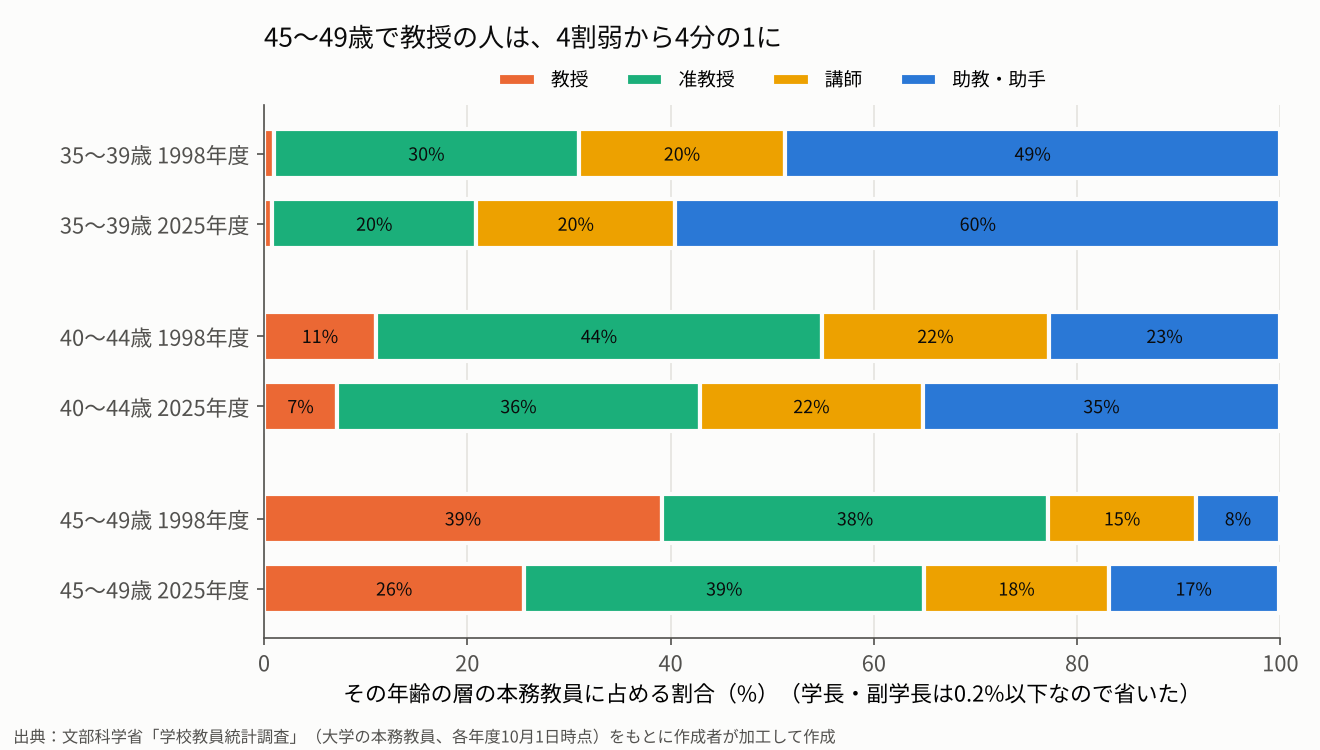 45〜49歳で教授の人は、4割弱から4分の1に
教授 准教授 講師 助教・助手
35〜39歳 1998年度 30% 20% 49%
35〜39歳 2025年度 20% 20% 60%
40〜44歳 1998年度 11% 44% 22% 23%
40〜44歳 2025年度 7% 36% 22% 35%
45〜49歳 1998年度 39% 38% 15% 8%
45〜49歳 2025年度 26% 39% 18% 17%
0 20 40 60 80 100
その年齢の層の本務教員に占める割合（%）（学長・副学長は0.2%以下なので省いた）
出典：文部科学省「学校教員統計調査」（大学の本務教員、各年度10月1日時点）をもとに作成者が加工して作成